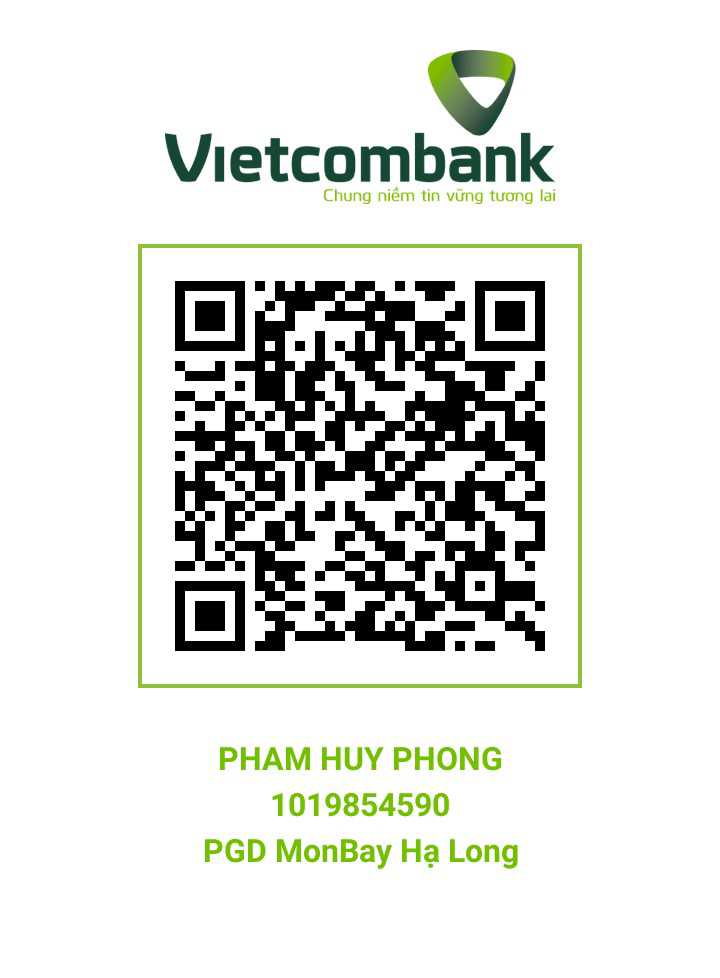 Vietcombank
Chung niềm tin vững tương lai
PHAM HUY PHONG
1019854590
PGD MonBay Hạ Long